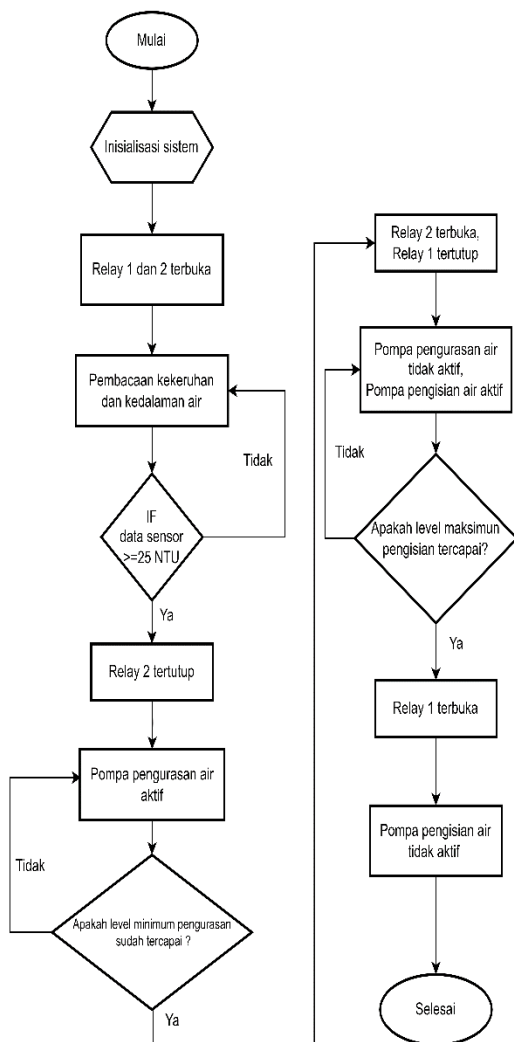 Mulai
Inisialisasi sistem
Relay 1 dan 2 terbuka
Pembacaan kekeruhan
dan kedalaman air
Tidak
IF
data sensor
>=25 NTU
Ya
Relay 2 tertutup
Pompa pengurasan air
aktif
Tidak
Apakah level minimum pengurasan
sudah tercapai ?
Ya
Relay 2 terbuka,
Relay 1 tertutup
Pompa pengurasan air
tidak aktif,
Pompa pengisian air aktif
Tidak
Apakah level maksimun
pengisian tercapai?
Ya
Relay 1 terbuka
Pompa pengisian air
tidak aktif
Selesai